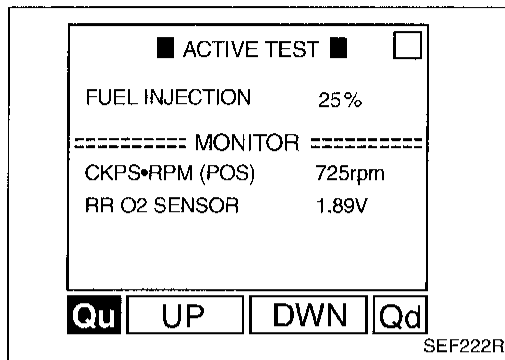 ■ ACTIVE TEST ■
FUEL INJECTION 25%
========= MONITOR =========
CKPS•RPM (POS) 725rpm
RR O2 SENSOR 1.89V
Qu UP DWN Qd
SEF222R